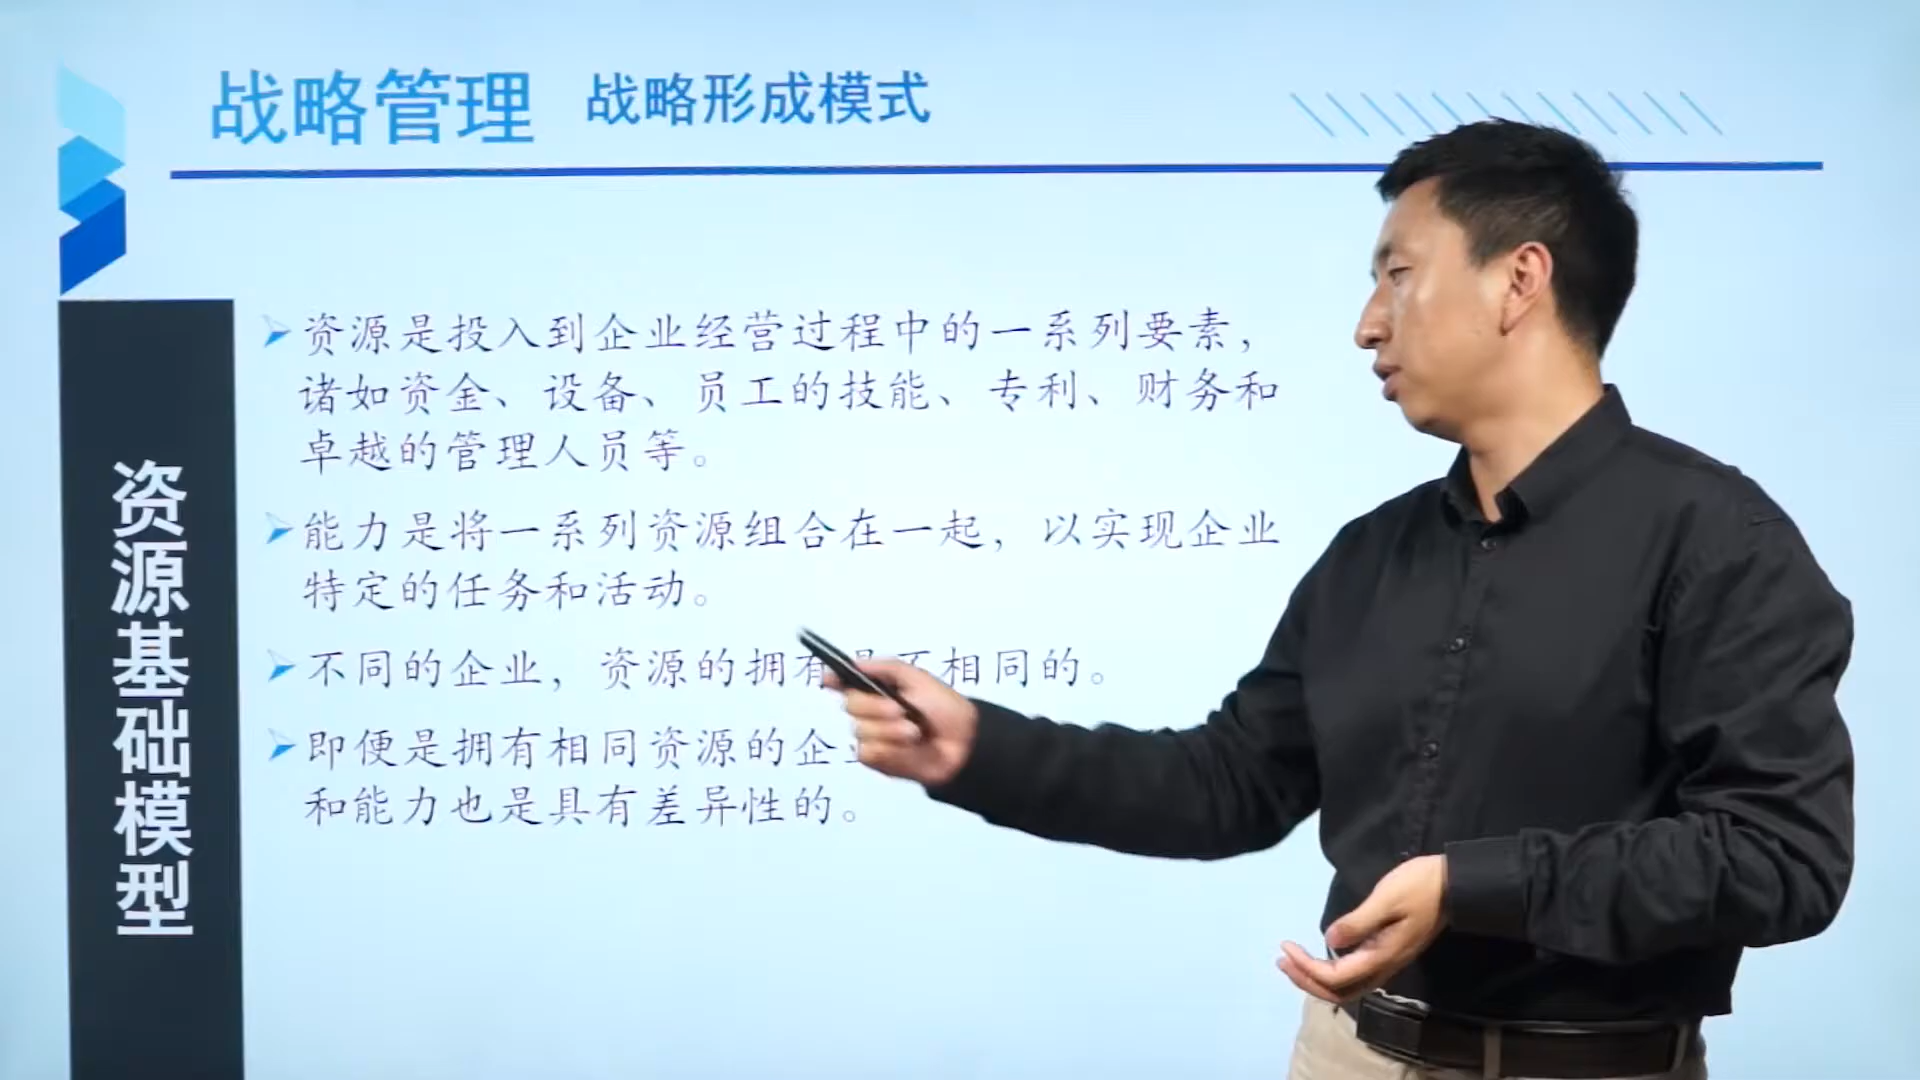 战略管理 战略形成模式
资源基础模型
资源是投入到企业经营过程中的一系列要素，
诸如资金、设备、员工的技能、专利、财务和
卓越的管理人员等。
能力是将一系列资源组合在一起，以实现企业
特定的任务和活动。
不同的企业，资源的拥有 不相同的。
即便是拥有相同资源的企业
和能力也是具有差异性的。